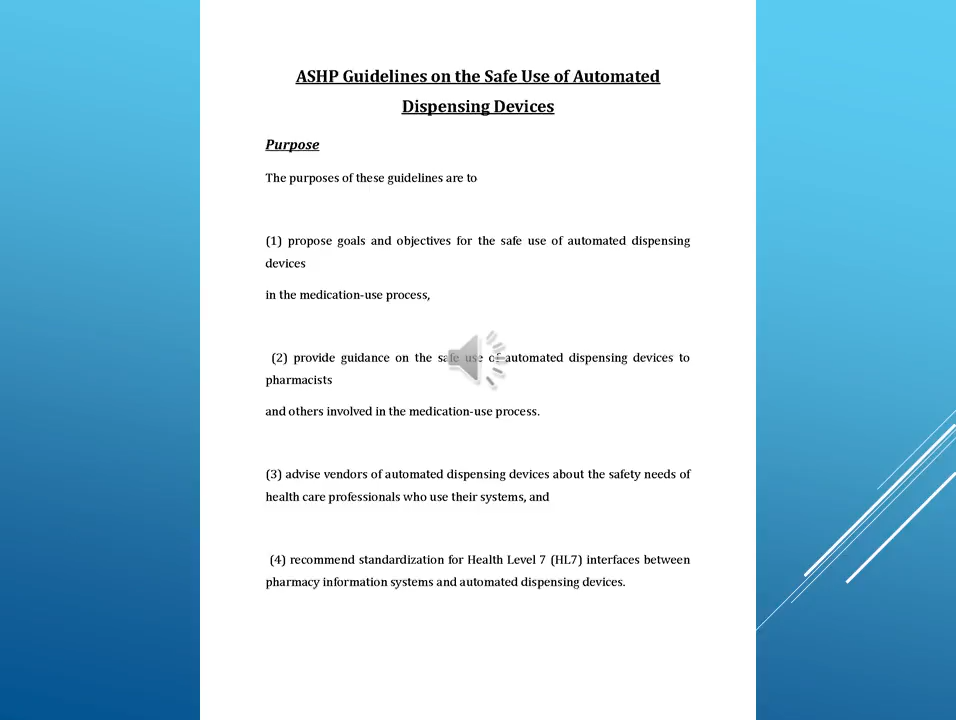 ASHP Guidelines on the Safe Use of Automated
Dispensing Devices
Purpose
The purposes of these guidelines are to
(1) propose goals and objectives for the safe use of automated dispensing
devices
in the medication-use process,
(2) provide guidance on the safe use of automated dispensing devices to
pharmacists
and others involved in the medication-use process.
(3) advise vendors of automated dispensing devices about the safety needs of
health care professionals who use their systems, and
(4) recommend standardization for Health Level 7 (HL7) interfaces between
pharmacy information systems and automated dispensing devices.